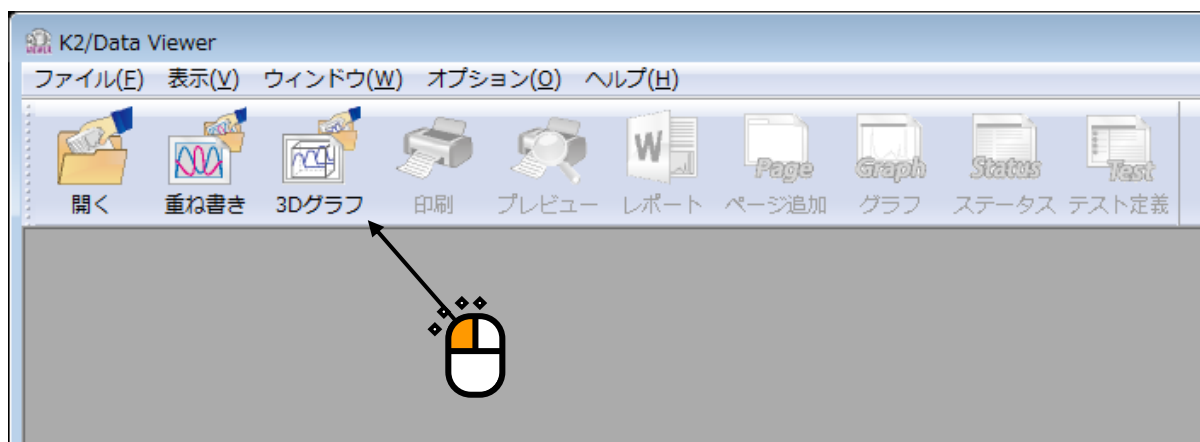 K2/Data Viewer
ファイル(F) 表示(V) ウィンドウ(W) オプション(O) ヘルプ(H)
W Page Graph Status Test
開く 重ね書き 3Dグラフ 印刷 プレビュー レポート ページ追加 グラフ ステータス テスト定義